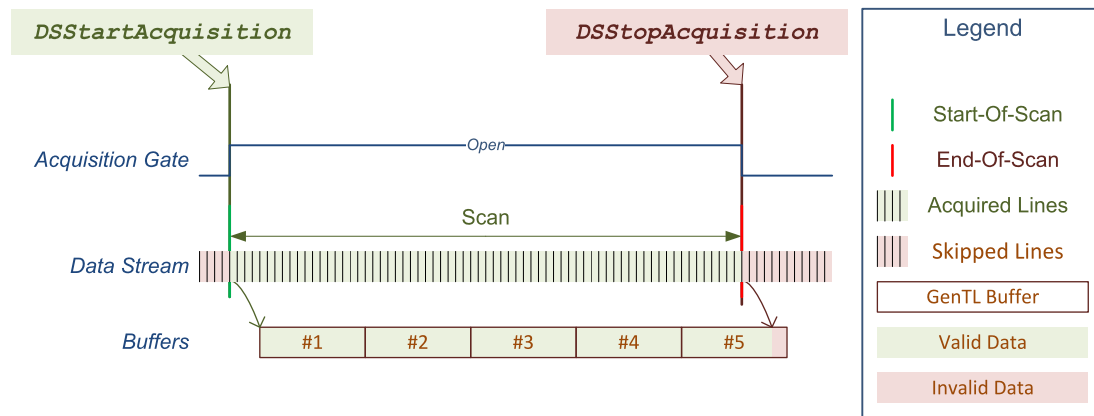 DSStartAcquisition
DSStopAcquisition
Acquisition Gate
Open
Scan
Data Stream
Buffers
#1
#2
#3
#4
#5
Legend
Start-Of-Scan
End-Of-Scan
Acquired Lines
Skipped Lines
GenTL Buffer
Valid Data
Invalid Data